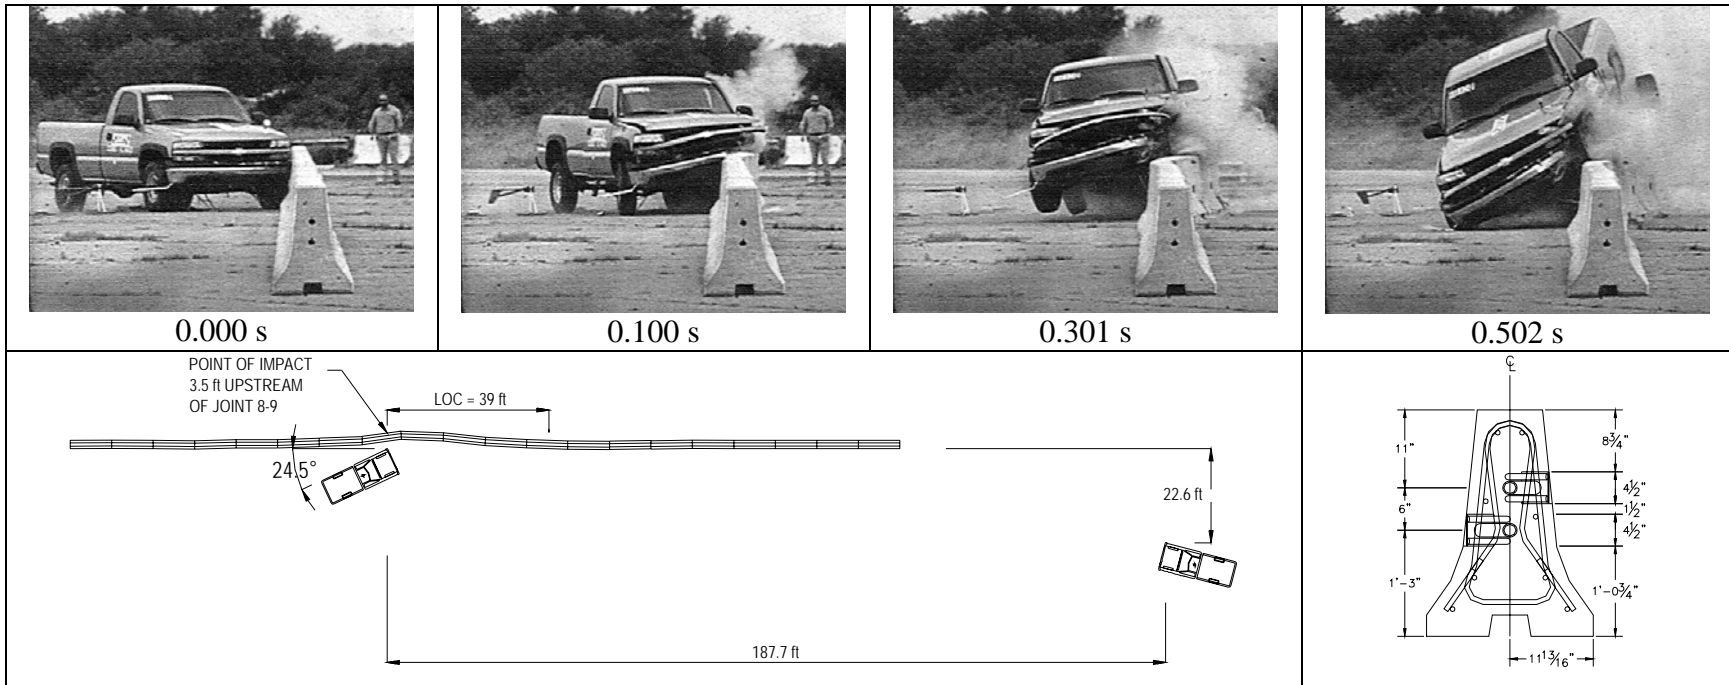 0.000 s
0.100 s
0.301 s
0.502 s
POINT OF IMPACT
3.5 ft UPSTREAM
OF JOINT 8-9
LOC = 39 ft
24.5°
22.6 ft
187.7 ft
℄
11"
6"
1'-3"
8¾"
4½"
1½"
4½"
1'-0¾"
11 13/16"